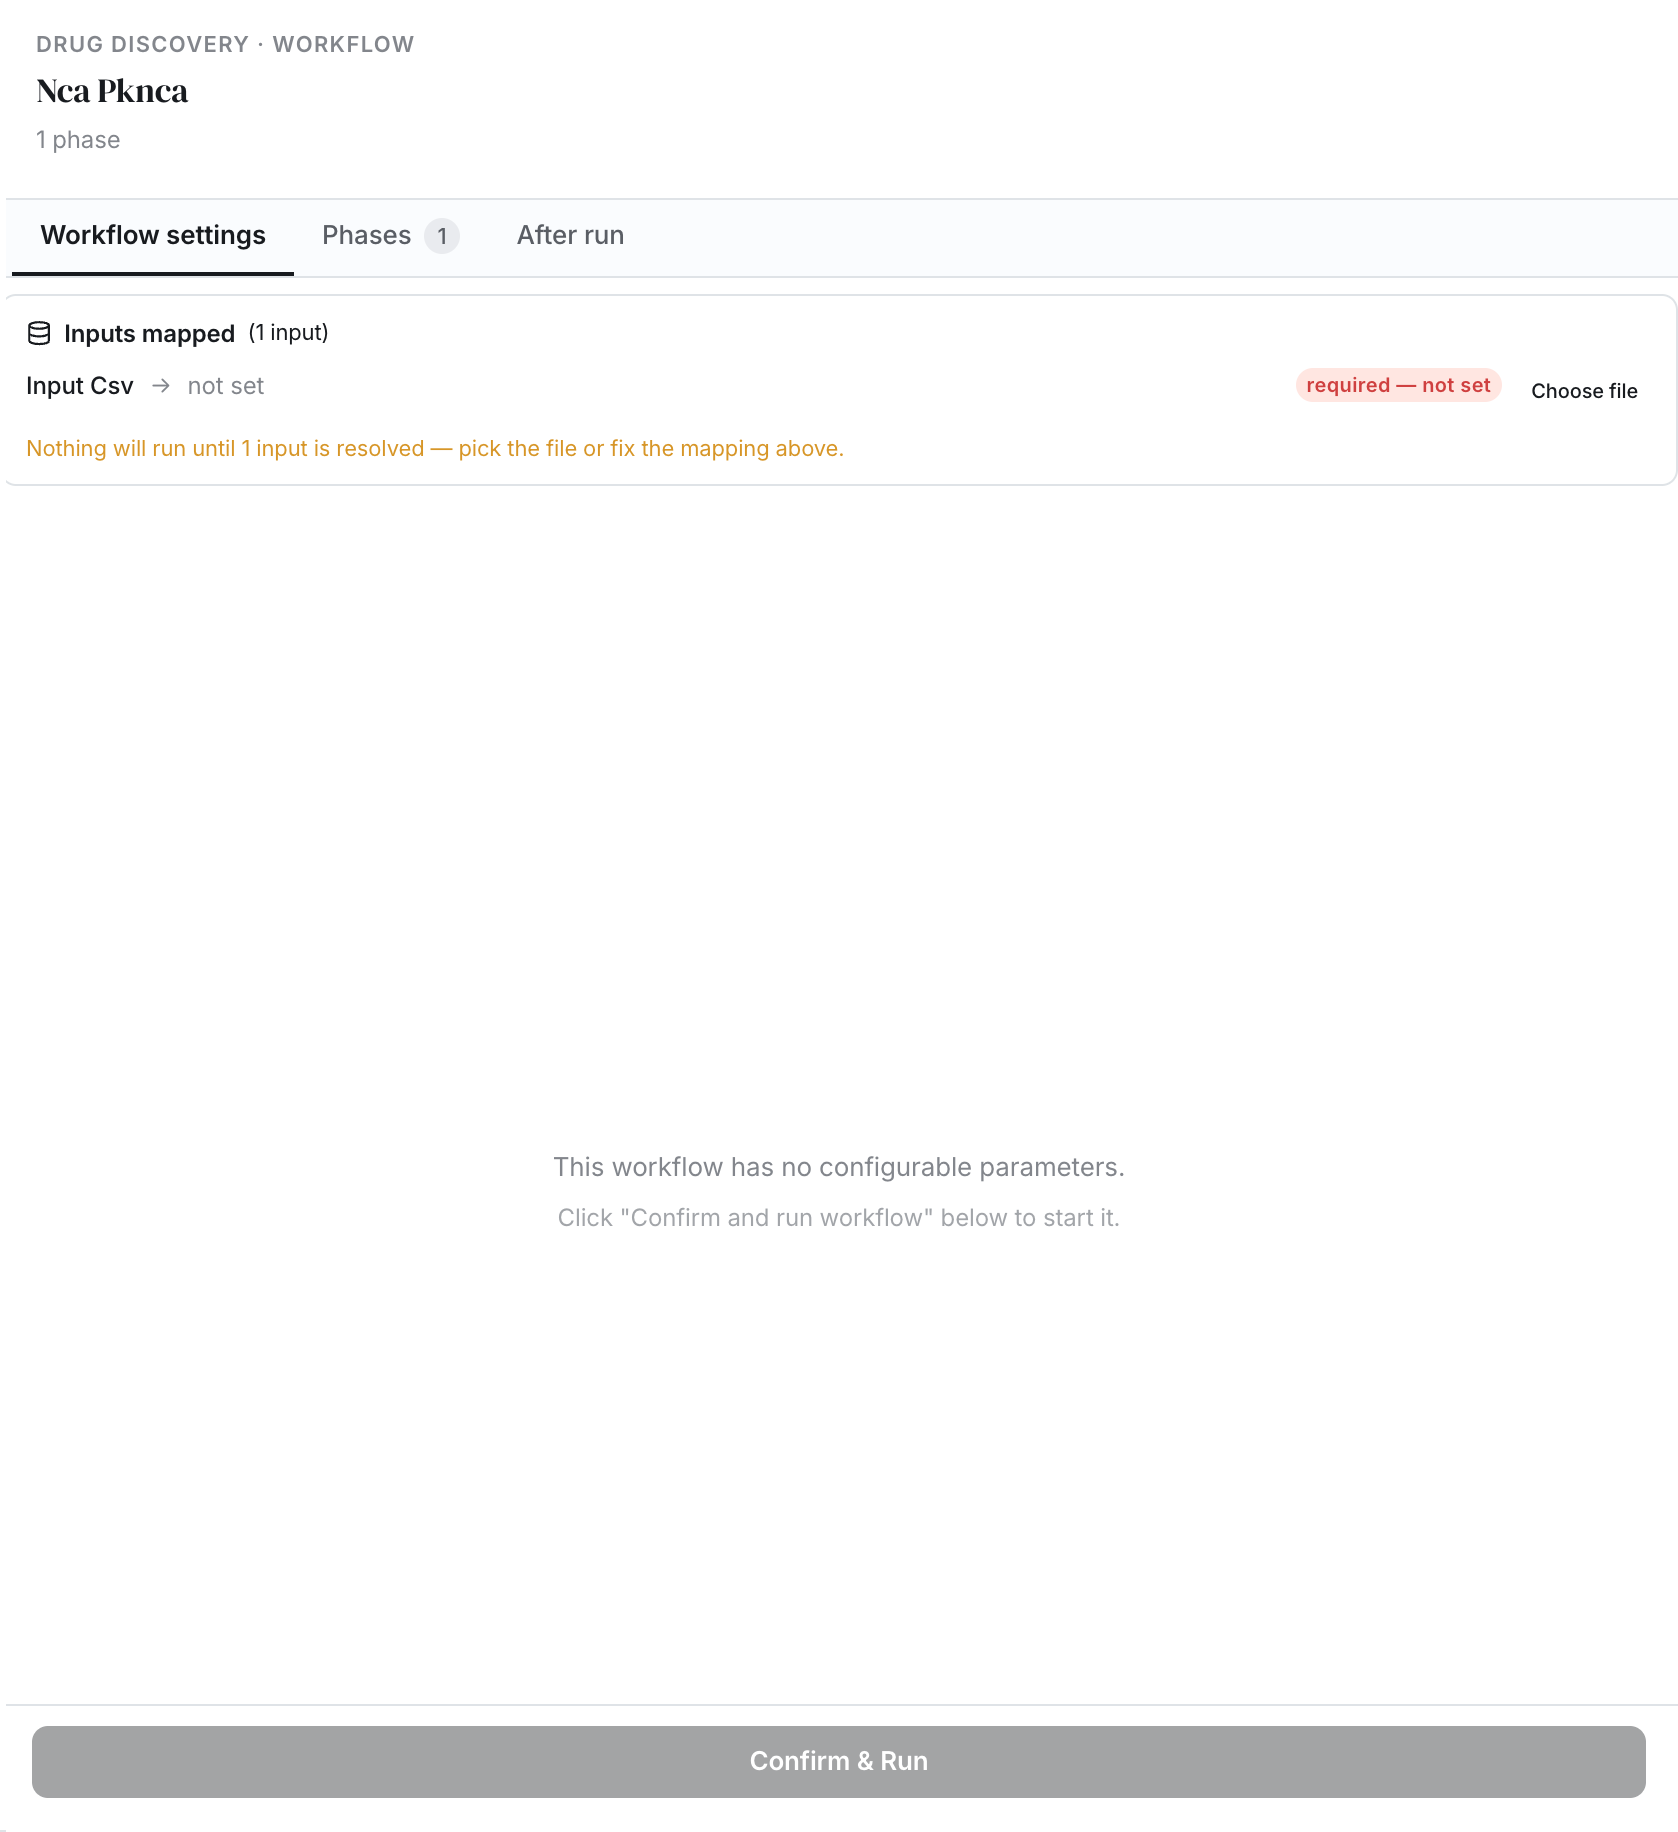 DRUG DISCOVERY · WORKFLOW
Nca Pknca
1 phase
Workflow settings Phases 1 After run
Inputs mapped (1 input)
Input Csv → not set required — not set Choose file
Nothing will run until 1 input is resolved — pick the file or fix the mapping above.
This workflow has no configurable parameters.
Click "Confirm and run workflow" below to start it.
Confirm & Run